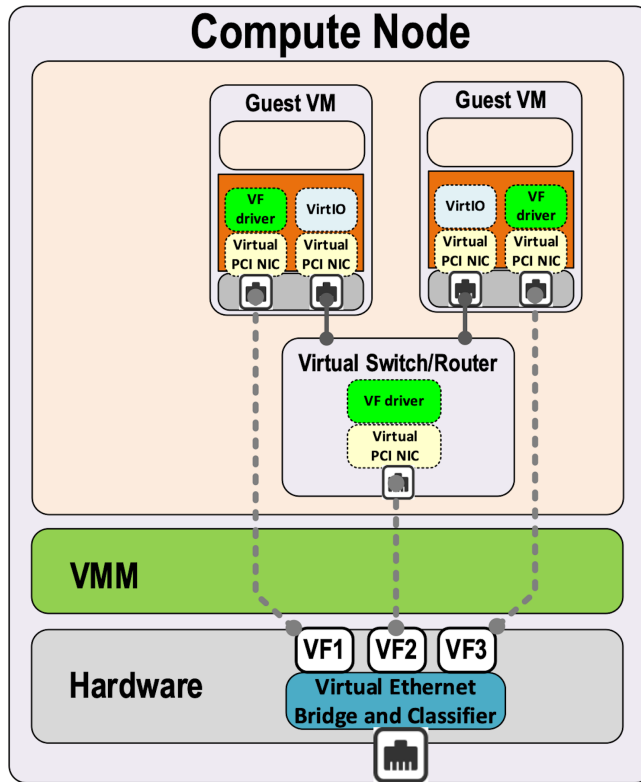 Compute Node
Guest VM
VF
driver
VirtIO
Virtual
PCI NIC
Virtual
PCI NIC
Guest VM
VirtIO
VF
driver
Virtual
PCI NIC
Virtual
PCI NIC
Virtual Switch/Router
VF driver
Virtual
PCI NIC
VMM
Hardware
VF1
VF2
VF3
Virtual Ethernet
Bridge and Classifier